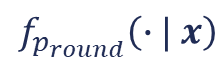 f_{p_{round}}(· | x)